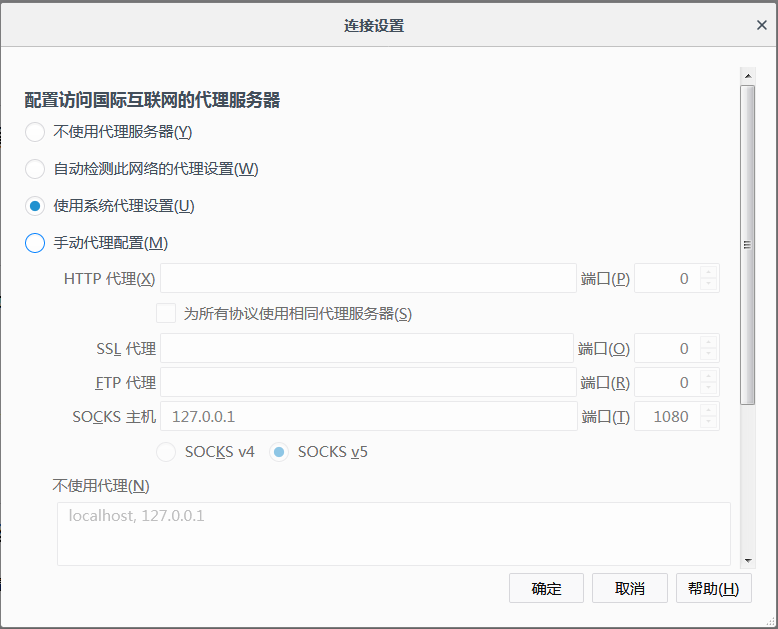 连接设置
配置访问国际互联网的代理服务器
不使用代理服务器(Y)
自动检测此网络的代理设置(W)
使用系统代理设置(U)
手动代理配置(M)
HTTP 代理(X) 端口(P) 0
为所有协议使用相同代理服务器(S)
SSL 代理 端口(O) 0
FTP 代理 端口(R) 0
SOCKS 主机 127.0.0.1 端口(T) 1080
SOCKS v4 SOCKS v5
不使用代理(N)
localhost, 127.0.0.1
确定 取消 帮助(H)